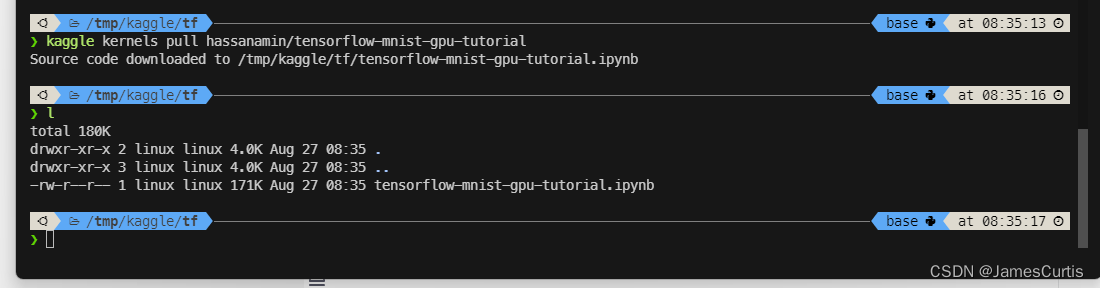 /tmp/kaggle/tf base at 08:35:13
❯ kaggle kernels pull hassanamin/tensorflow-mnist-gpu-tutorial
Source code downloaded to /tmp/kaggle/tf/tensorflow-mnist-gpu-tutorial.ipynb
/tmp/kaggle/tf base at 08:35:16
❯ l
total 180K
drwxr-xr-x 2 linux linux 4.0K Aug 27 08:35 .
drwxr-xr-x 3 linux linux 4.0K Aug 27 08:35 ..
-rw-r--r-- 1 linux linux 171K Aug 27 08:35 tensorflow-mnist-gpu-tutorial.ipynb
/tmp/kaggle/tf base at 08:35:17
❯
CSDN @JamesCurtis